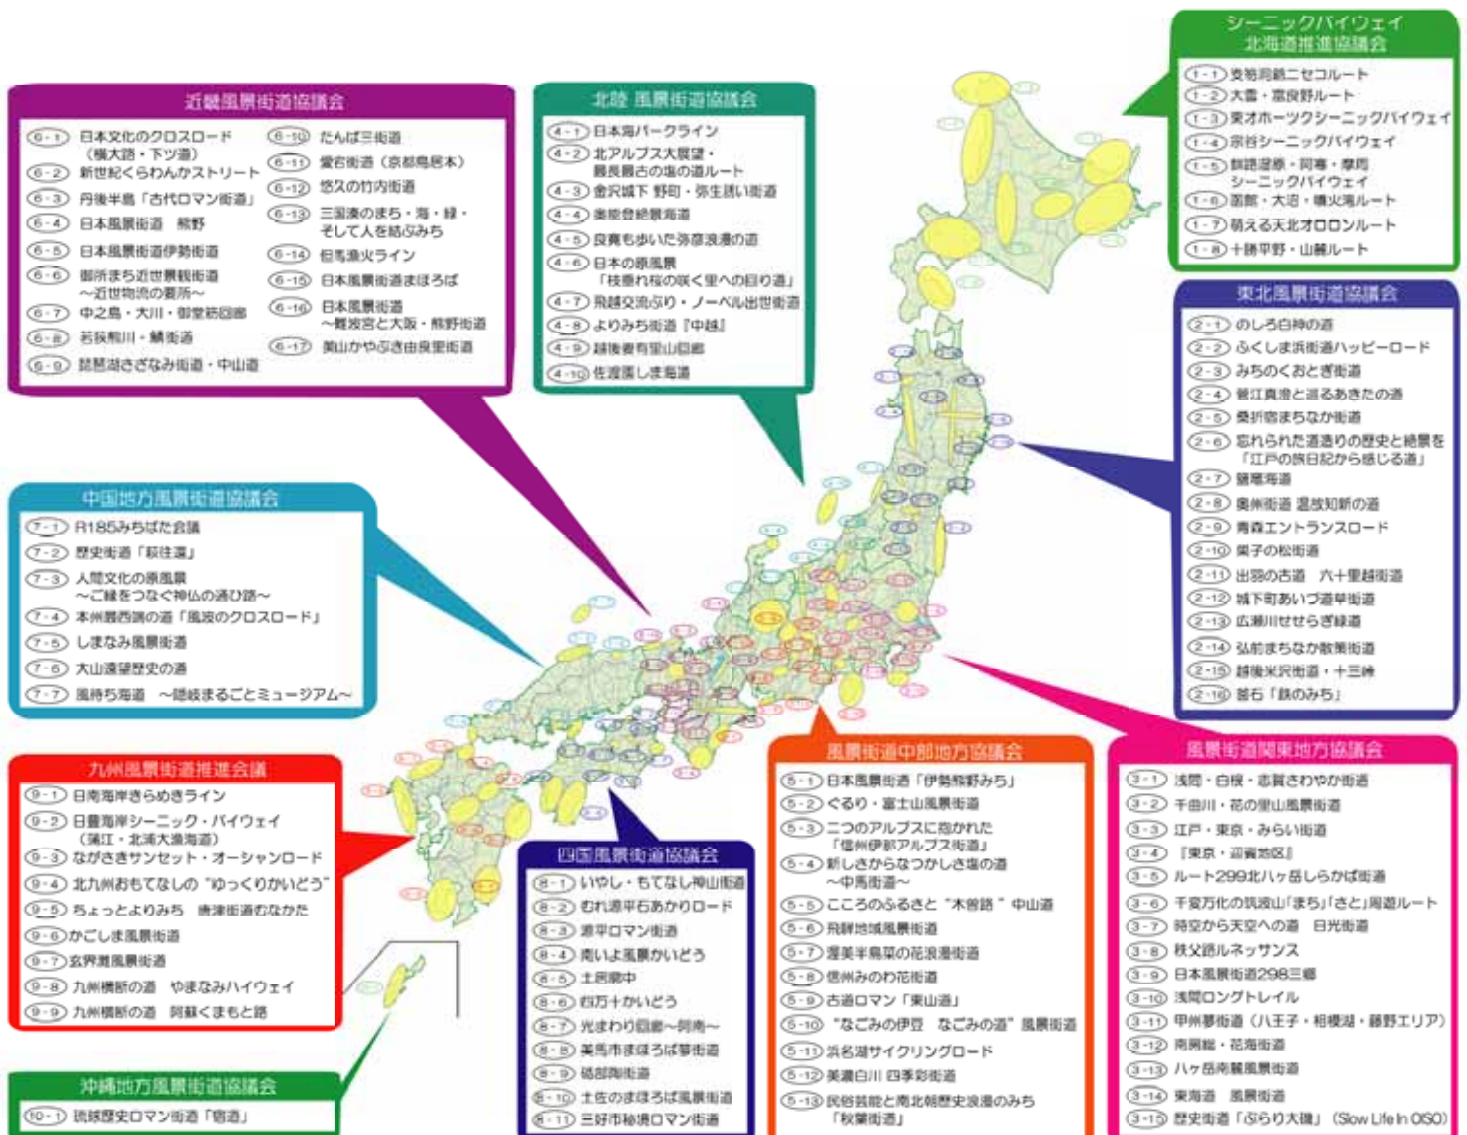 シーニックバイウェイ
北海道推進協議会
1-1 支笏洞爺ニセコルート
1-2 大雪・富良野ルート
1-3 東オホーツクシーニックバイウェイ
1-4 宗谷シーニックバイウェイ
1-5 釧路湿原・阿寒・摩周
シーニックバイウェイ
1-6 函館・大沼・噴火湾ルート
1-7 萌える天北オロロンルート
1-8 十勝平野・山麓ルート
近畿風景街道協議会
6-1 日本文化のクロスロード
（横大路・下ツ道）
6-2 新世紀くらわんかストリート
6-3 丹後半島「古代ロマン街道」
6-4 日本風景街道 熊野
6-5 日本風景街道伊勢街道
6-6 御所まち近世景観街道
～近世物流の要所～
6-7 中之島・大川・御堂筋回廊
6-8 若狭熊川・鯖街道
6-9 琵琶湖さざなみ街道・中山道
6-10 たんば三街道
6-11 愛宕街道（京都鳥居本）
6-12 悠久の竹内街道
6-13 三国湊のまち・海・緑・
そして人を結ぶみち
6-14 但馬漁火ライン
6-15 日本風景街道まほろば
6-16 日本風景街道
～難波宮と大阪・熊野街道
6-17 美山かやぶき由良里街道
北陸 風景街道協議会
4-1 日本海パークライン
4-2 北アルプス大展望・
最長最古の塩の道ルート
4-3 金沢城下 野町・弥生誘い街道
4-4 奥能登絶景海道
4-5 良寛も歩いた弥彦浪漫の道
4-6 日本の原風景
「枝垂れ桜の咲く里への回り道」
4-7 飛越交流ぶり・ノーベル出世街道
4-8 よりみち街道『中越』
4-9 越後妻有里山回廊
4-10 佐渡國しま海道
東北風景街道協議会
2-1 のしろ白神の道
2-2 ふくしま浜街道ハッピーロード
2-3 みちのくおとぎ街道
2-4 菅江真澄と巡るあきたの道
2-5 桑折宿まちなか街道
2-6 忘れられた道造りの歴史と絶景を
「江戸の旅日記から感じる道」
2-7 鹽竈海道
2-8 奥州街道 温故知新の道
2-9 青森エントランスロード
2-10 栗子の松街道
2-11 出羽の古道 六十里越街道
2-12 城下町あいづ道草街道
2-13 広瀬川せせらぎ緑道
2-14 弘前まちなか散策街道
2-15 越後米沢街道・十三峠
2-16 釜石「鉄のみち」
中国地方風景街道協議会
7-1 R185みちばた会議
7-2 歴史街道「萩往還」
7-3 人間文化の原風景
～ご縁をつなぐ神仏の通ひ路～
7-4 本州最西端の道「風波のクロスロード」
7-5 しまなみ風景街道
7-6 大山遠望歴史の道
7-7 風待ち海道 ～隠岐まるごとミュージアム～
九州風景街道推進会議
9-1 日南海岸きらめきライン
9-2 日豊海岸シーニック・バイウェイ
（蒲江・北浦大漁海道）
9-3 ながさきサンセット・オーシャンロード
9-4 北九州おもてなしの“ゆっくりかいどう”
9-5 ちょっとよりみち 唐津街道むなかた
9-6 かごしま風景街道
9-7 玄界灘風景街道
9-8 九州横断の道 やまなみハイウェイ
9-9 九州横断の道 阿蘇くまもと路
沖縄地方風景街道協議会
10-1 琉球歴史ロマン街道「宿道」
四国風景街道協議会
8-1 いやし・もてなし神山街道
8-2 むれ源平石あかりロード
8-3 源平ロマン街道
8-4 南いよ風景かいどう
8-5 土居廓中
8-6 四万十かいどう
8-7 光まわり回廊～阿南～
8-8 美馬市まほろば夢街道
8-9 砥部陶街道
8-10 土佐のまほろば風景街道
8-11 三好市秘境ロマン街道
風景街道中部地方協議会
5-1 日本風景街道「伊勢熊野みち」
5-2 ぐるり・富士山風景街道
5-3 二つのアルプスに抱かれた
「信州伊那アルプス街道」
5-4 新しさからなつかしさ塩の道
～中馬街道～
5-5 こころのふるさと“木曽路”中山道
5-6 飛騨地域風景街道
5-7 渥美半島菜の花浪漫街道
5-8 信州みのわ花街道
5-9 古道ロマン「東山道」
5-10 “なごみの伊豆 なごみの道”風景街道
5-11 浜名湖サイクリングロード
5-12 美濃白川 四季彩街道
5-13 民俗芸能と南北朝歴史浪漫のみち
「秋葉街道」
風景街道関東地方協議会
3-1 浅間・白根・志賀さわやか街道
3-2 千曲川・花の里山風景街道
3-3 江戸・東京・みらい街道
3-4 『東京・迎賓地区』
3-5 ルート299北八ヶ岳しらかば街道
3-6 千変万化の筑波山「まち」「さと」周遊ルート
3-7 時空から天空への道 日光街道
3-8 秩父路ルネッサンス
3-9 日本風景街道298三郷
3-10 浅間ロングトレイル
3-11 甲州夢街道（八王子・相模湖・藤野エリア）
3-12 南房総・花海街道
3-13 八ヶ岳南麓風景街道
3-14 東海道 風景街道
3-15 歴史街道「ぶらり大磯」（Slow Life In OISO）